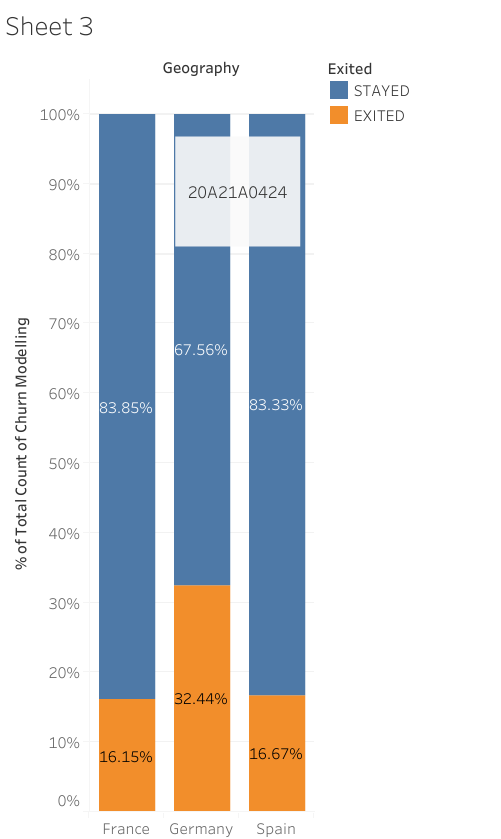 Sheet 3
Geography
Exited
STAYED
EXITED
% of Total Count of Churn Modelling
100%
90%
80%
70%
60%
50%
40%
30%
20%
10%
0%
20A21A0424
83.85%
67.56%
83.33%
16.15%
32.44%
16.67%
France
Germany
Spain